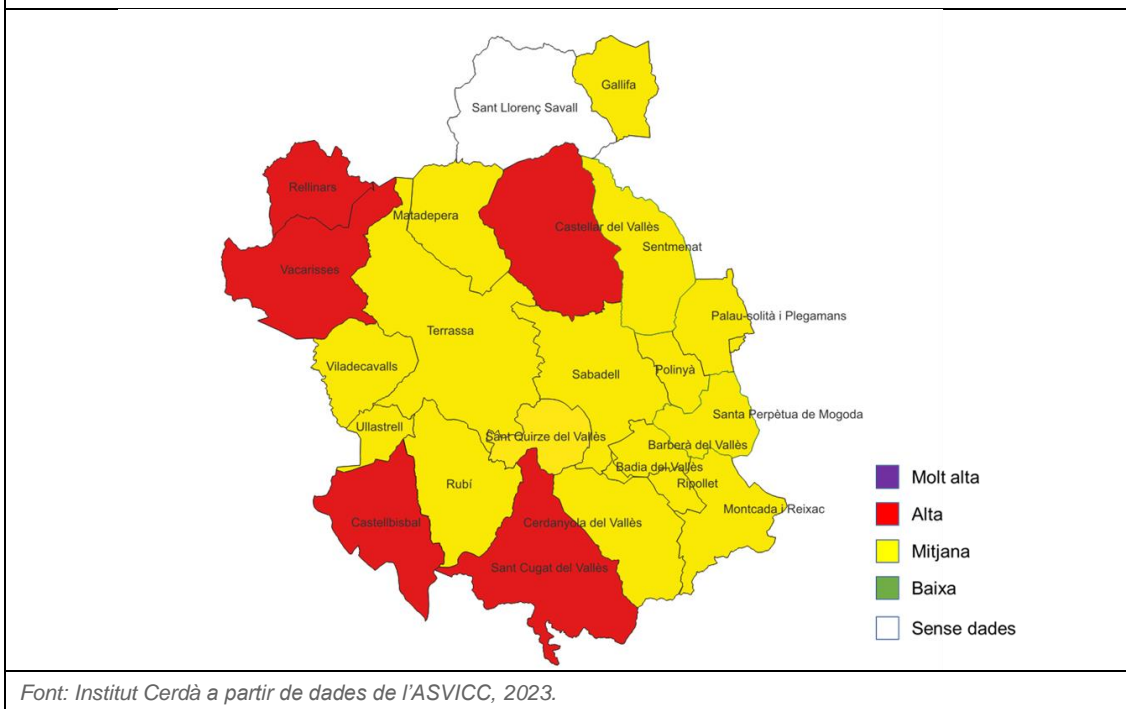 Gallifa
Sant Llorenç Savall
Rellinars
Matadepera
Castellar del Vallès
Sentmenat
Vacarisses
Palau-solità i Plegamans
Terrassa
Viladecavalls
Sabadell
Polinyà
Santa Perpètua de Mogoda
Ullastrell
Sant Quirze del Vallès
Barberà del Vallès
Badia del Vallès
Ripollet
Rubí
Montcada i Reixac
Castellbisbal
Cerdanyola del Vallès
Sant Cugat del Vallès
Molt alta
Alta
Mitjana
Baixa
Sense dades
Font: Institut Cerdà a partir de dades de l’ASVICC, 2023.